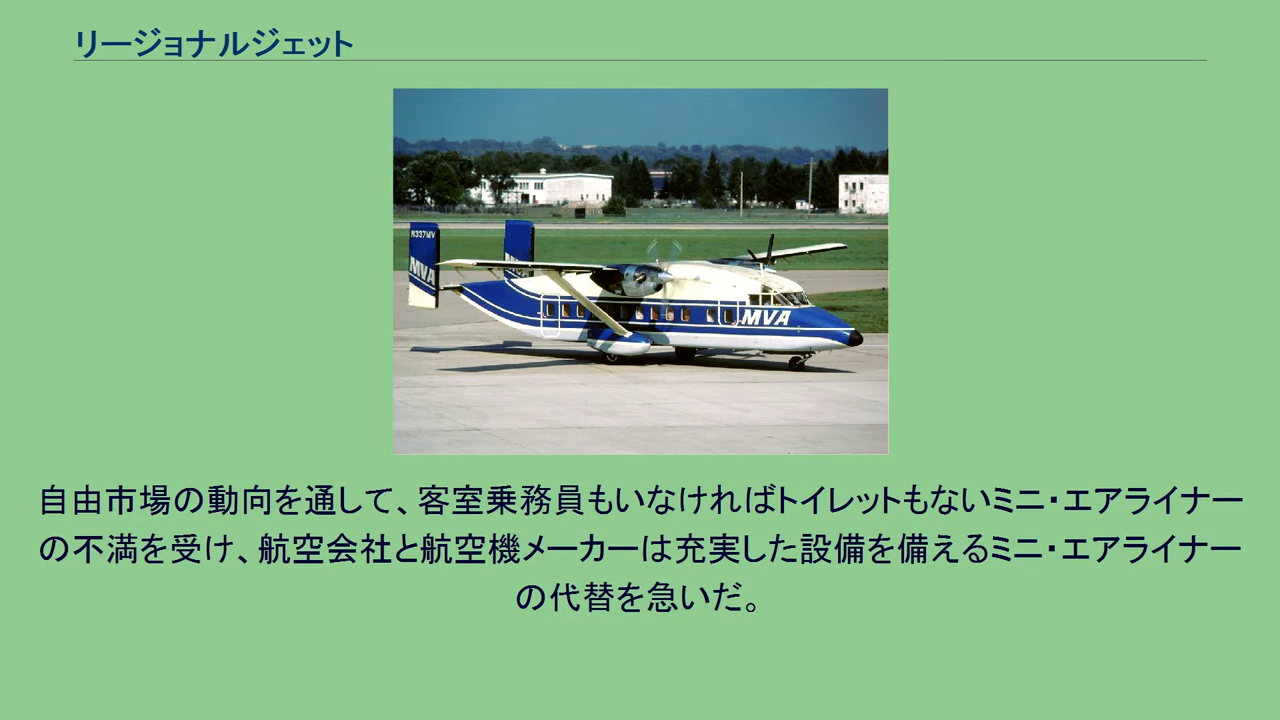 リージョナルジェット
N337MV
MVA
MVA
自由市場の動向を通して、客室乗務員もいなければトイレットもないミニ・エアライナー
の不満を受け、航空会社と航空機メーカーは充実した設備を備えるミニ・エアライナー
の代替を急いだ。